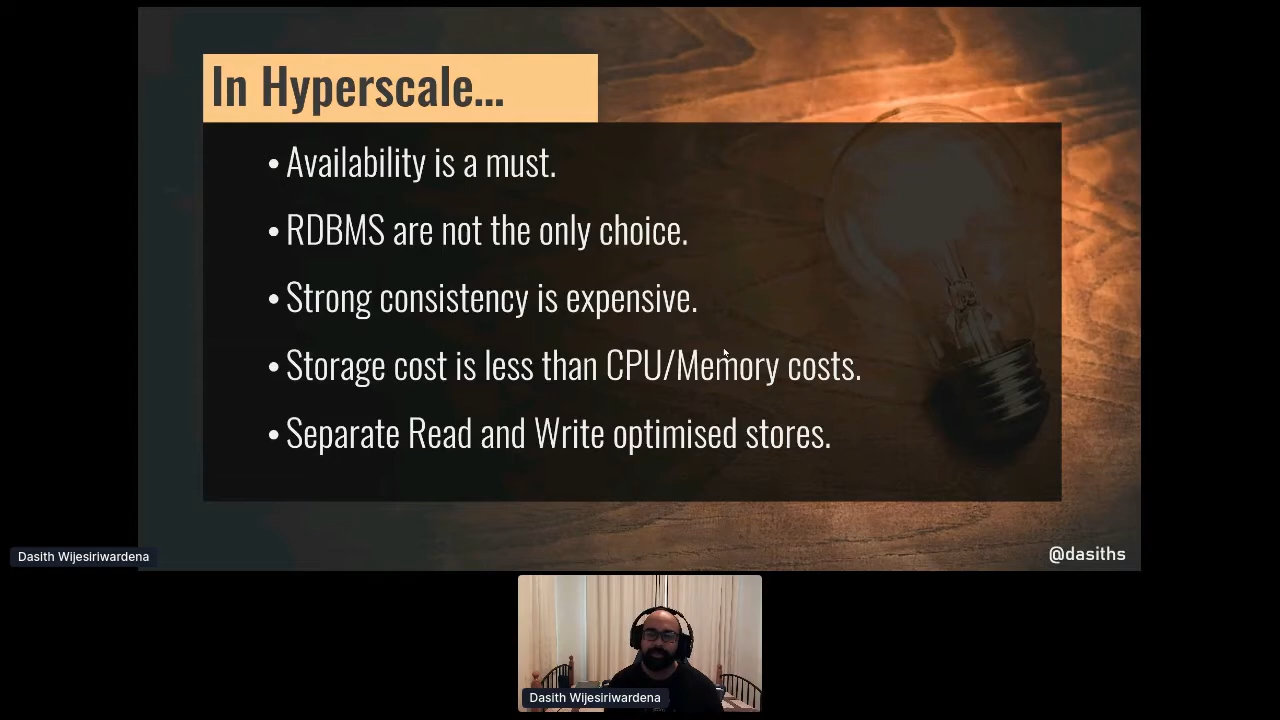 In Hyperscale...
• Availability is a must.
• RDBMS are not the only choice.
• Strong consistency is expensive.
• Storage cost is less than CPU/Memory costs.
• Separate Read and Write optimised stores.
@dasiths
Dasith Wijesiriwardena
Dasith Wijesiriwardena